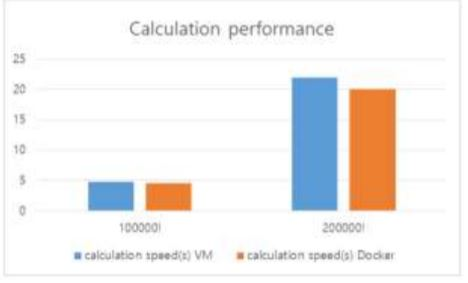 Calculation performance
25
20
15
10
5
0
100000!
200000!
calculation speed(s) VM
calculation speed(s) Docker